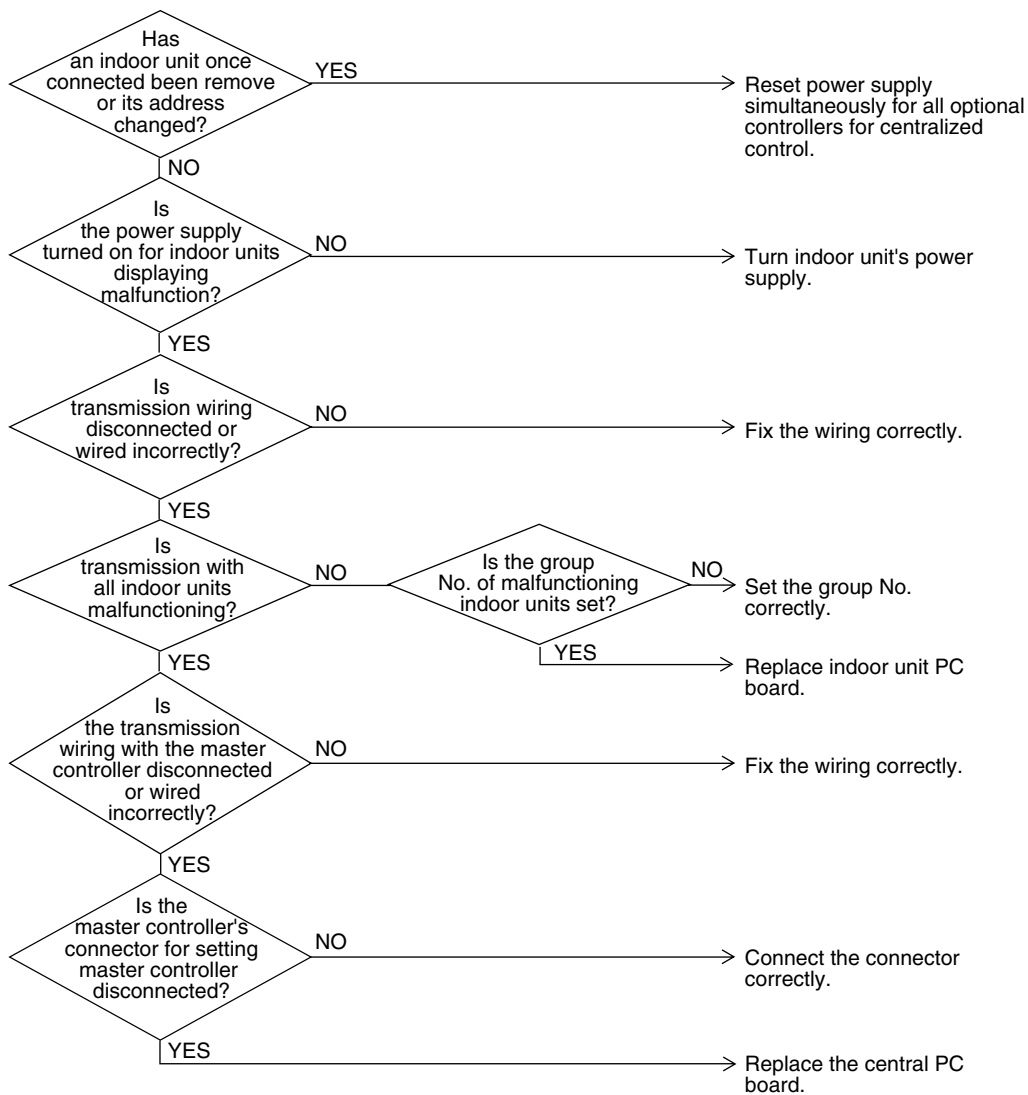 Has
an indoor unit once
connected been remove
or its address
changed?
YES
Reset power supply
simultaneously for all optional
controllers for centralized
control.
NO
Is
the power supply
turned on for indoor units
displaying
malfunction?
NO
Turn indoor unit's power
supply.
YES
Is
transmission wiring
disconnected or
wired incorrectly?
NO
Fix the wiring correctly.
YES
Is
transmission with
all indoor units
malfunctioning?
NO
Is the group
No. of malfunctioning
indoor units set?
NO
Set the group No.
correctly.
YES
Replace indoor unit PC
board.
YES
Is
the transmission
wiring with the master
controller disconnected
or wired
incorrectly?
NO
Fix the wiring correctly.
YES
Is the
master controller's
connector for setting
master controller
disconnected?
NO
Connect the connector
correctly.
YES
Replace the central PC
board.